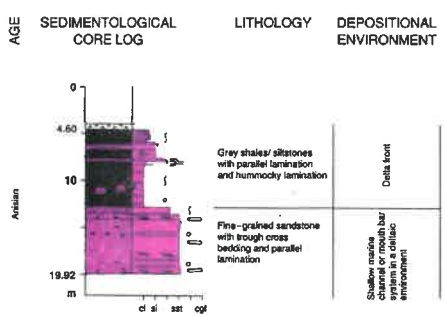 AGE
SEDIMENTOLOGICAL
CORE LOG
LITHOLOGY
DEPOSITIONAL
ENVIRONMENT
0
4.60
10
19.92
m
cl si sst cgl
Anisian
Grey shales/siltstones
with parallel lamination
and hummocky lamination
Delta front
Fine-grained sandstone
with trough cross
bedding and parallel
lamination
Shallow marine
channel or mouth bar
system in a deltaic
environment